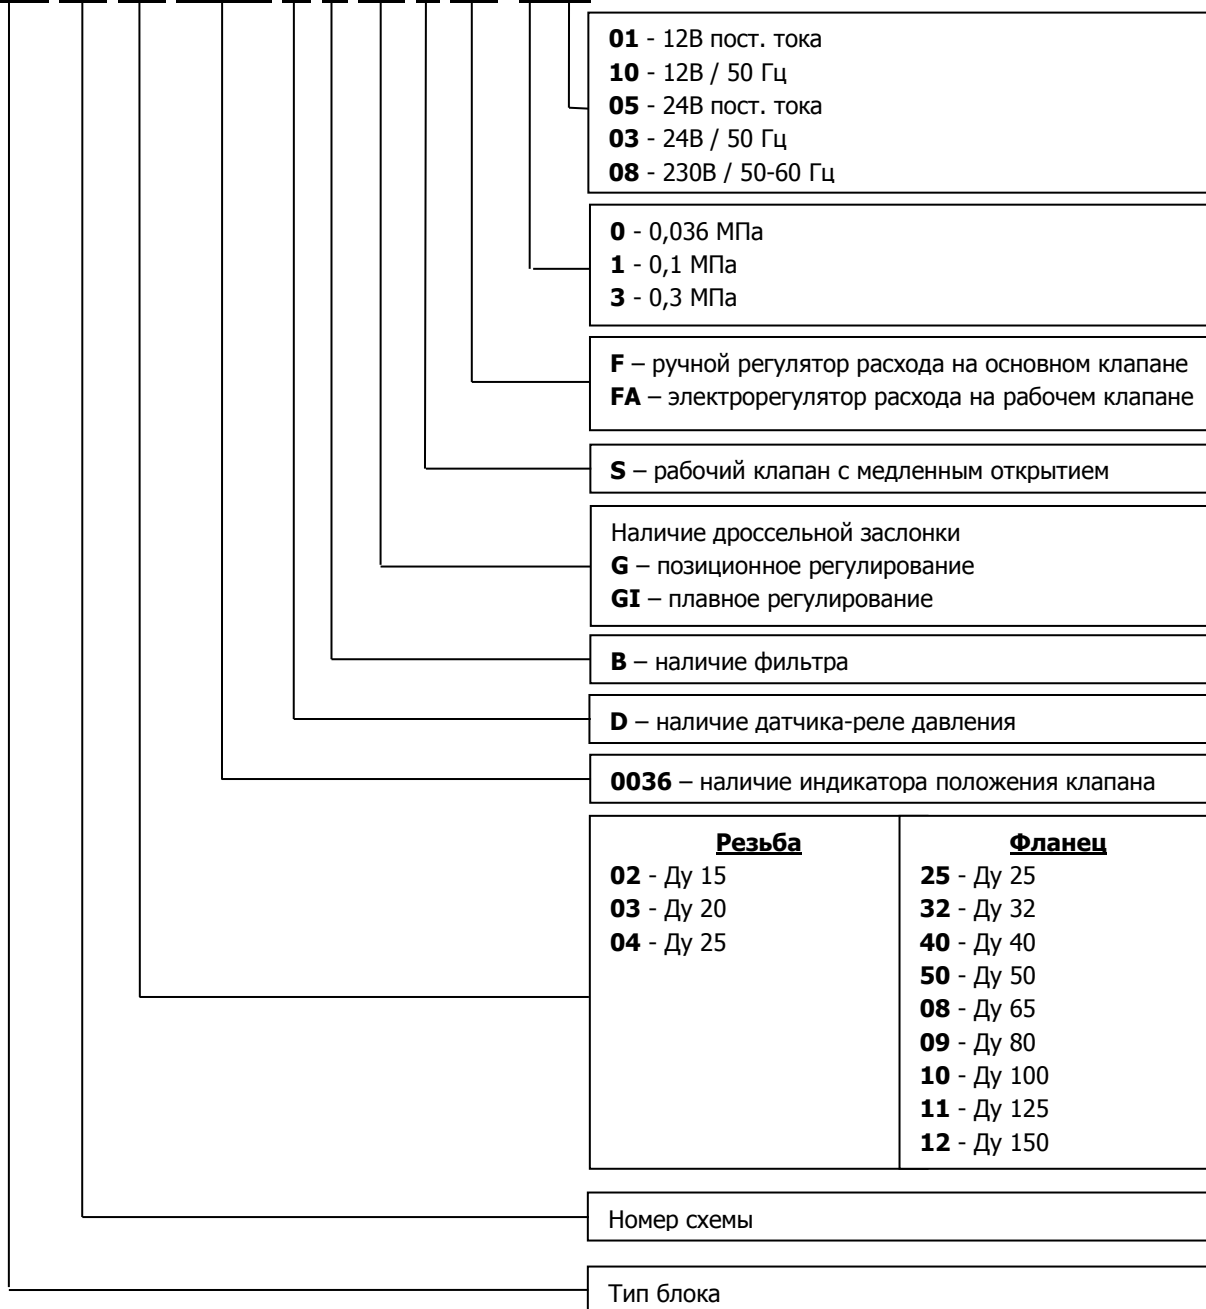 01 - 12В пост. тока
10 - 12В / 50 Гц
05 - 24В пост. тока
03 - 24В / 50 Гц
08 - 230В / 50-60 Гц
0 - 0,036 МПа
1 - 0,1 МПа
3 - 0,3 МПа
F – ручной регулятор расхода на основном клапане
FA – электрорегулятор расхода на рабочем клапане
S – рабочий клапан с медленным открытием
Наличие дроссельной заслонки
G – позиционное регулирование
GI – плавное регулирование
B – наличие фильтра
D – наличие датчика-реле давления
0036 – наличие индикатора положения клапана
Резьба
02 - Ду 15
03 - Ду 20
04 - Ду 25
Фланец
25 - Ду 25
32 - Ду 32
40 - Ду 40
50 - Ду 50
08 - Ду 65
09 - Ду 80
10 - Ду 100
11 - Ду 125
12 - Ду 150
Номер схемы
Тип блока